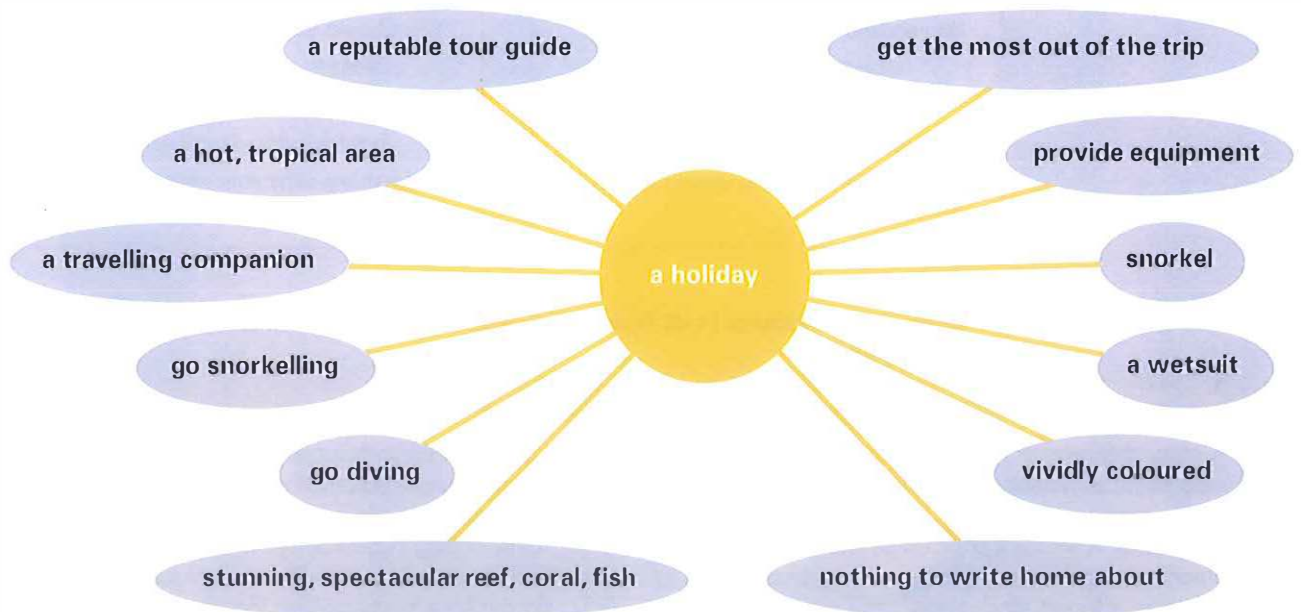 a reputable tour guide
get the most out of the trip
a hot, tropical area
provide equipment
a travelling companion
a holiday
snorkel
go snorkelling
a wetsuit
go diving
vividly coloured
stunning, spectacular reef, coral, fish
nothing to write home about